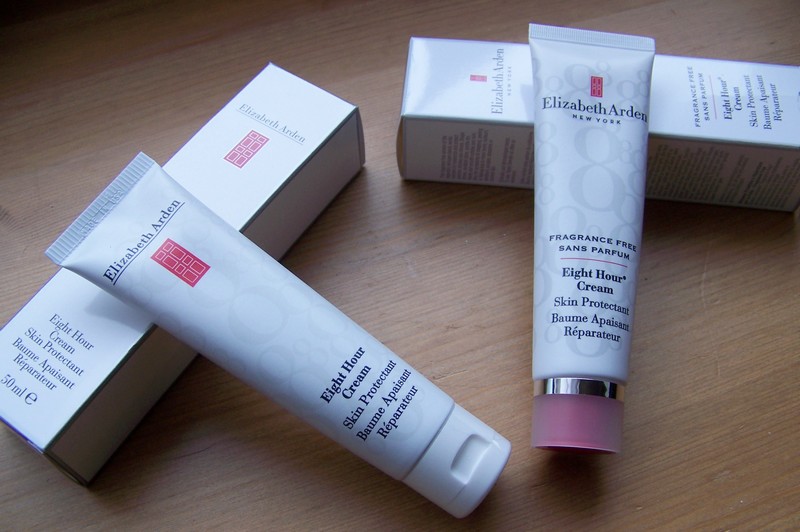 Elizabeth Arden
Eight Hour
Cream
Skin Protectant
Baume Apaisant
Réparateur
50 ml e
Elizabeth Arden
Eight Hour
Cream
Skin Protectant
Baume Apaisant
Réparateur
Elizabeth Arden
NEW YORK
FRAGRANCE FREE
SANS PARFUM
Eight Hour®
Cream
Skin Protectant
Baume Apaisant
Réparateur
Elizabeth Arden
NEW YORK
FRAGRANCE FREE
SANS PARFUM
Eight Hour®
Cream
Skin Protectant
Baume Apaisant
Réparateur